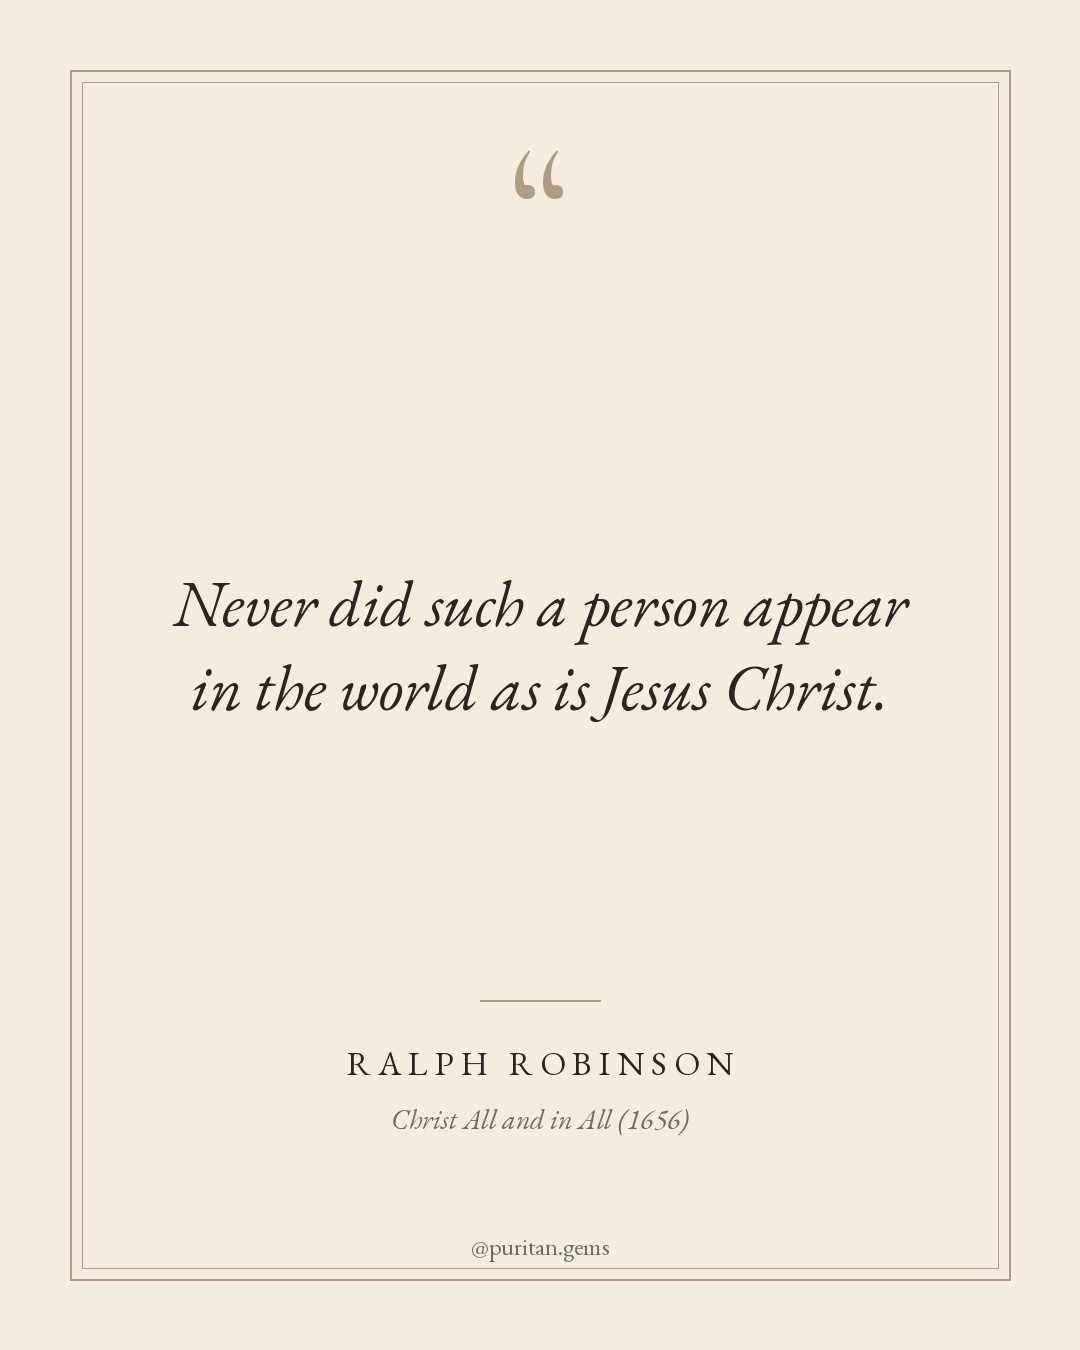 “
Never did such a person appear
in the world as is Jesus Christ.
RALPH ROBINSON
Christ All and in All (1656)
@puritan.gems